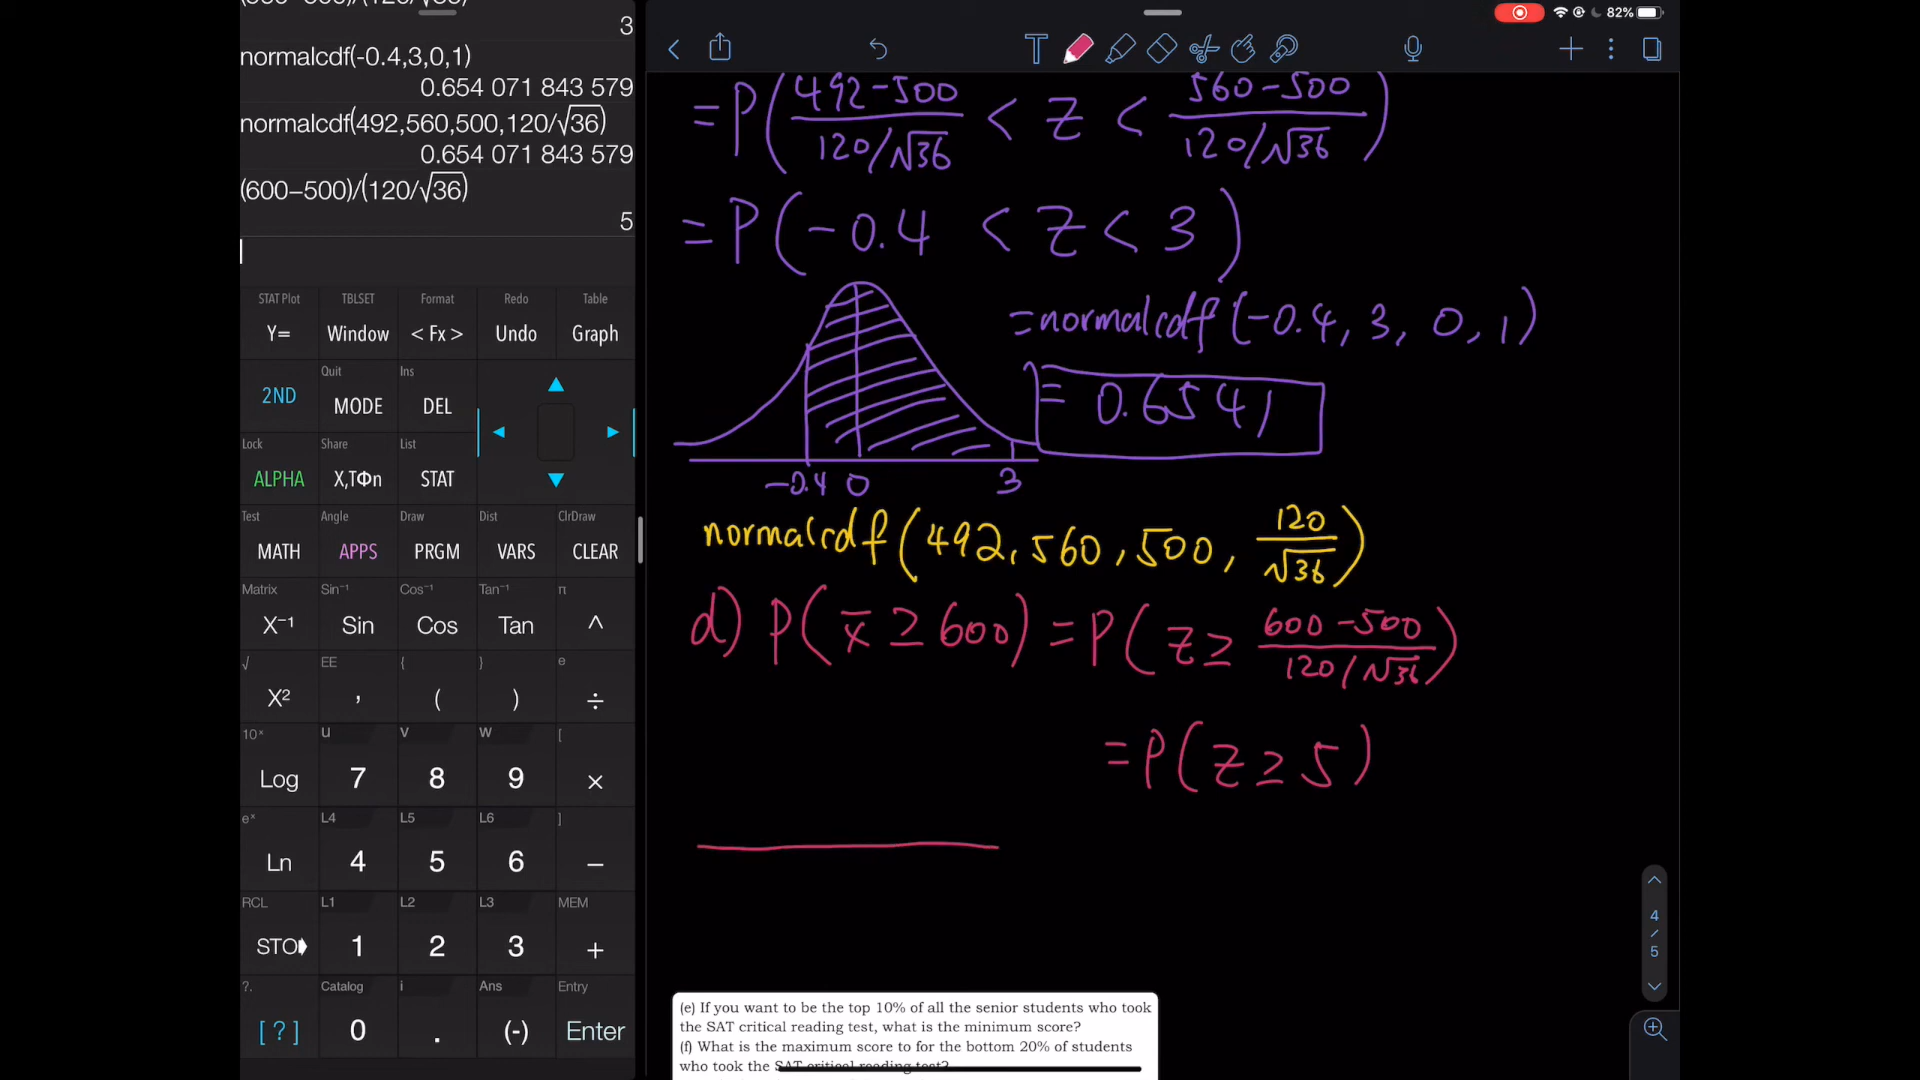 3
normalcdf(-0.4,3,0,1)
0.654 071 843 579
normalcdf(492,560,500,120/√36)
0.654 071 843 579
(600−500)/(120/√36)
5
STAT Plot TBLSET Format Redo Table
Y= Window < Fx > Undo Graph
Quit Ins
2ND MODE DEL
Lock Share List
ALPHA X,TΦn STAT
Test Angle Draw Dist ClrDraw
MATH APPS PRGM VARS CLEAR
Matrix Sin⁻¹ Cos⁻¹ Tan⁻¹ π
X⁻¹ Sin Cos Tan ^
√ EE { } e
X² , ( ) ÷
10ˣ U V W [
Log 7 8 9 ×
eˣ L4 L5 L6 ]
Ln 4 5 6 −
RCL L1 L2 L3 MEM
STO 1 2 3 +
?. Catalog i Ans Entry
[ ? ] 0 . (-) Enter
82%
T
=P((492-500)/(120/√36) < Z < (560-500)/(120/√36))
=P(-0.4 < Z < 3)
=normalcdf(-0.4, 3, 0, 1)
= 0.6541
-0.4 0 3
normalcdf(492, 560, 500, 120/√36)
d) P(x̄ ≥ 600) = P(Z ≥ (600-500)/(120/√36))
=P(Z ≥ 5)
4
/
5
(e) If you want to be the top 10% of all the senior students who took
the SAT critical reading test, what is the minimum score?
(f) What is the maximum score to for the bottom 20% of students
who took the SAT critical reading test?